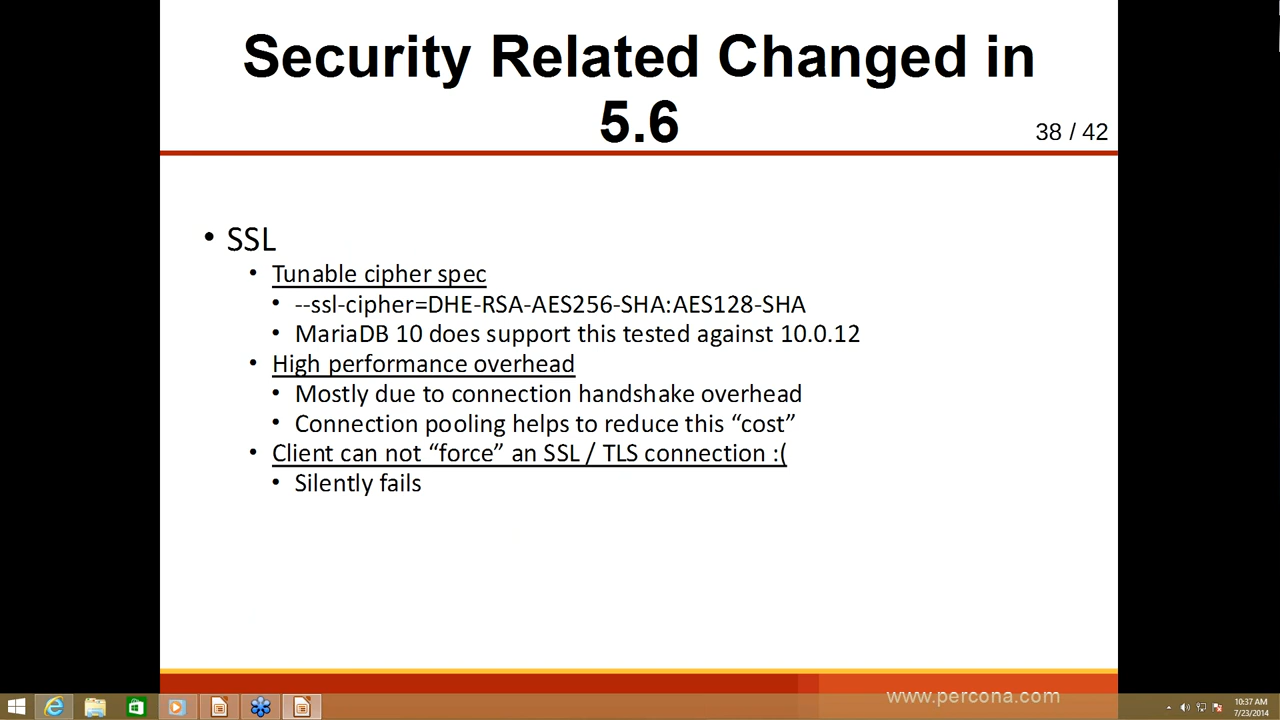 Security Related Changed in
5.6
38 / 42
• SSL
• Tunable cipher spec
• --ssl-cipher=DHE-RSA-AES256-SHA:AES128-SHA
• MariaDB 10 does support this tested against 10.0.12
• High performance overhead
• Mostly due to connection handshake overhead
• Connection pooling helps to reduce this “cost”
• Client can not “force” an SSL / TLS connection :(
• Silently fails
www.percona.com
10:37 AM
7/23/2014